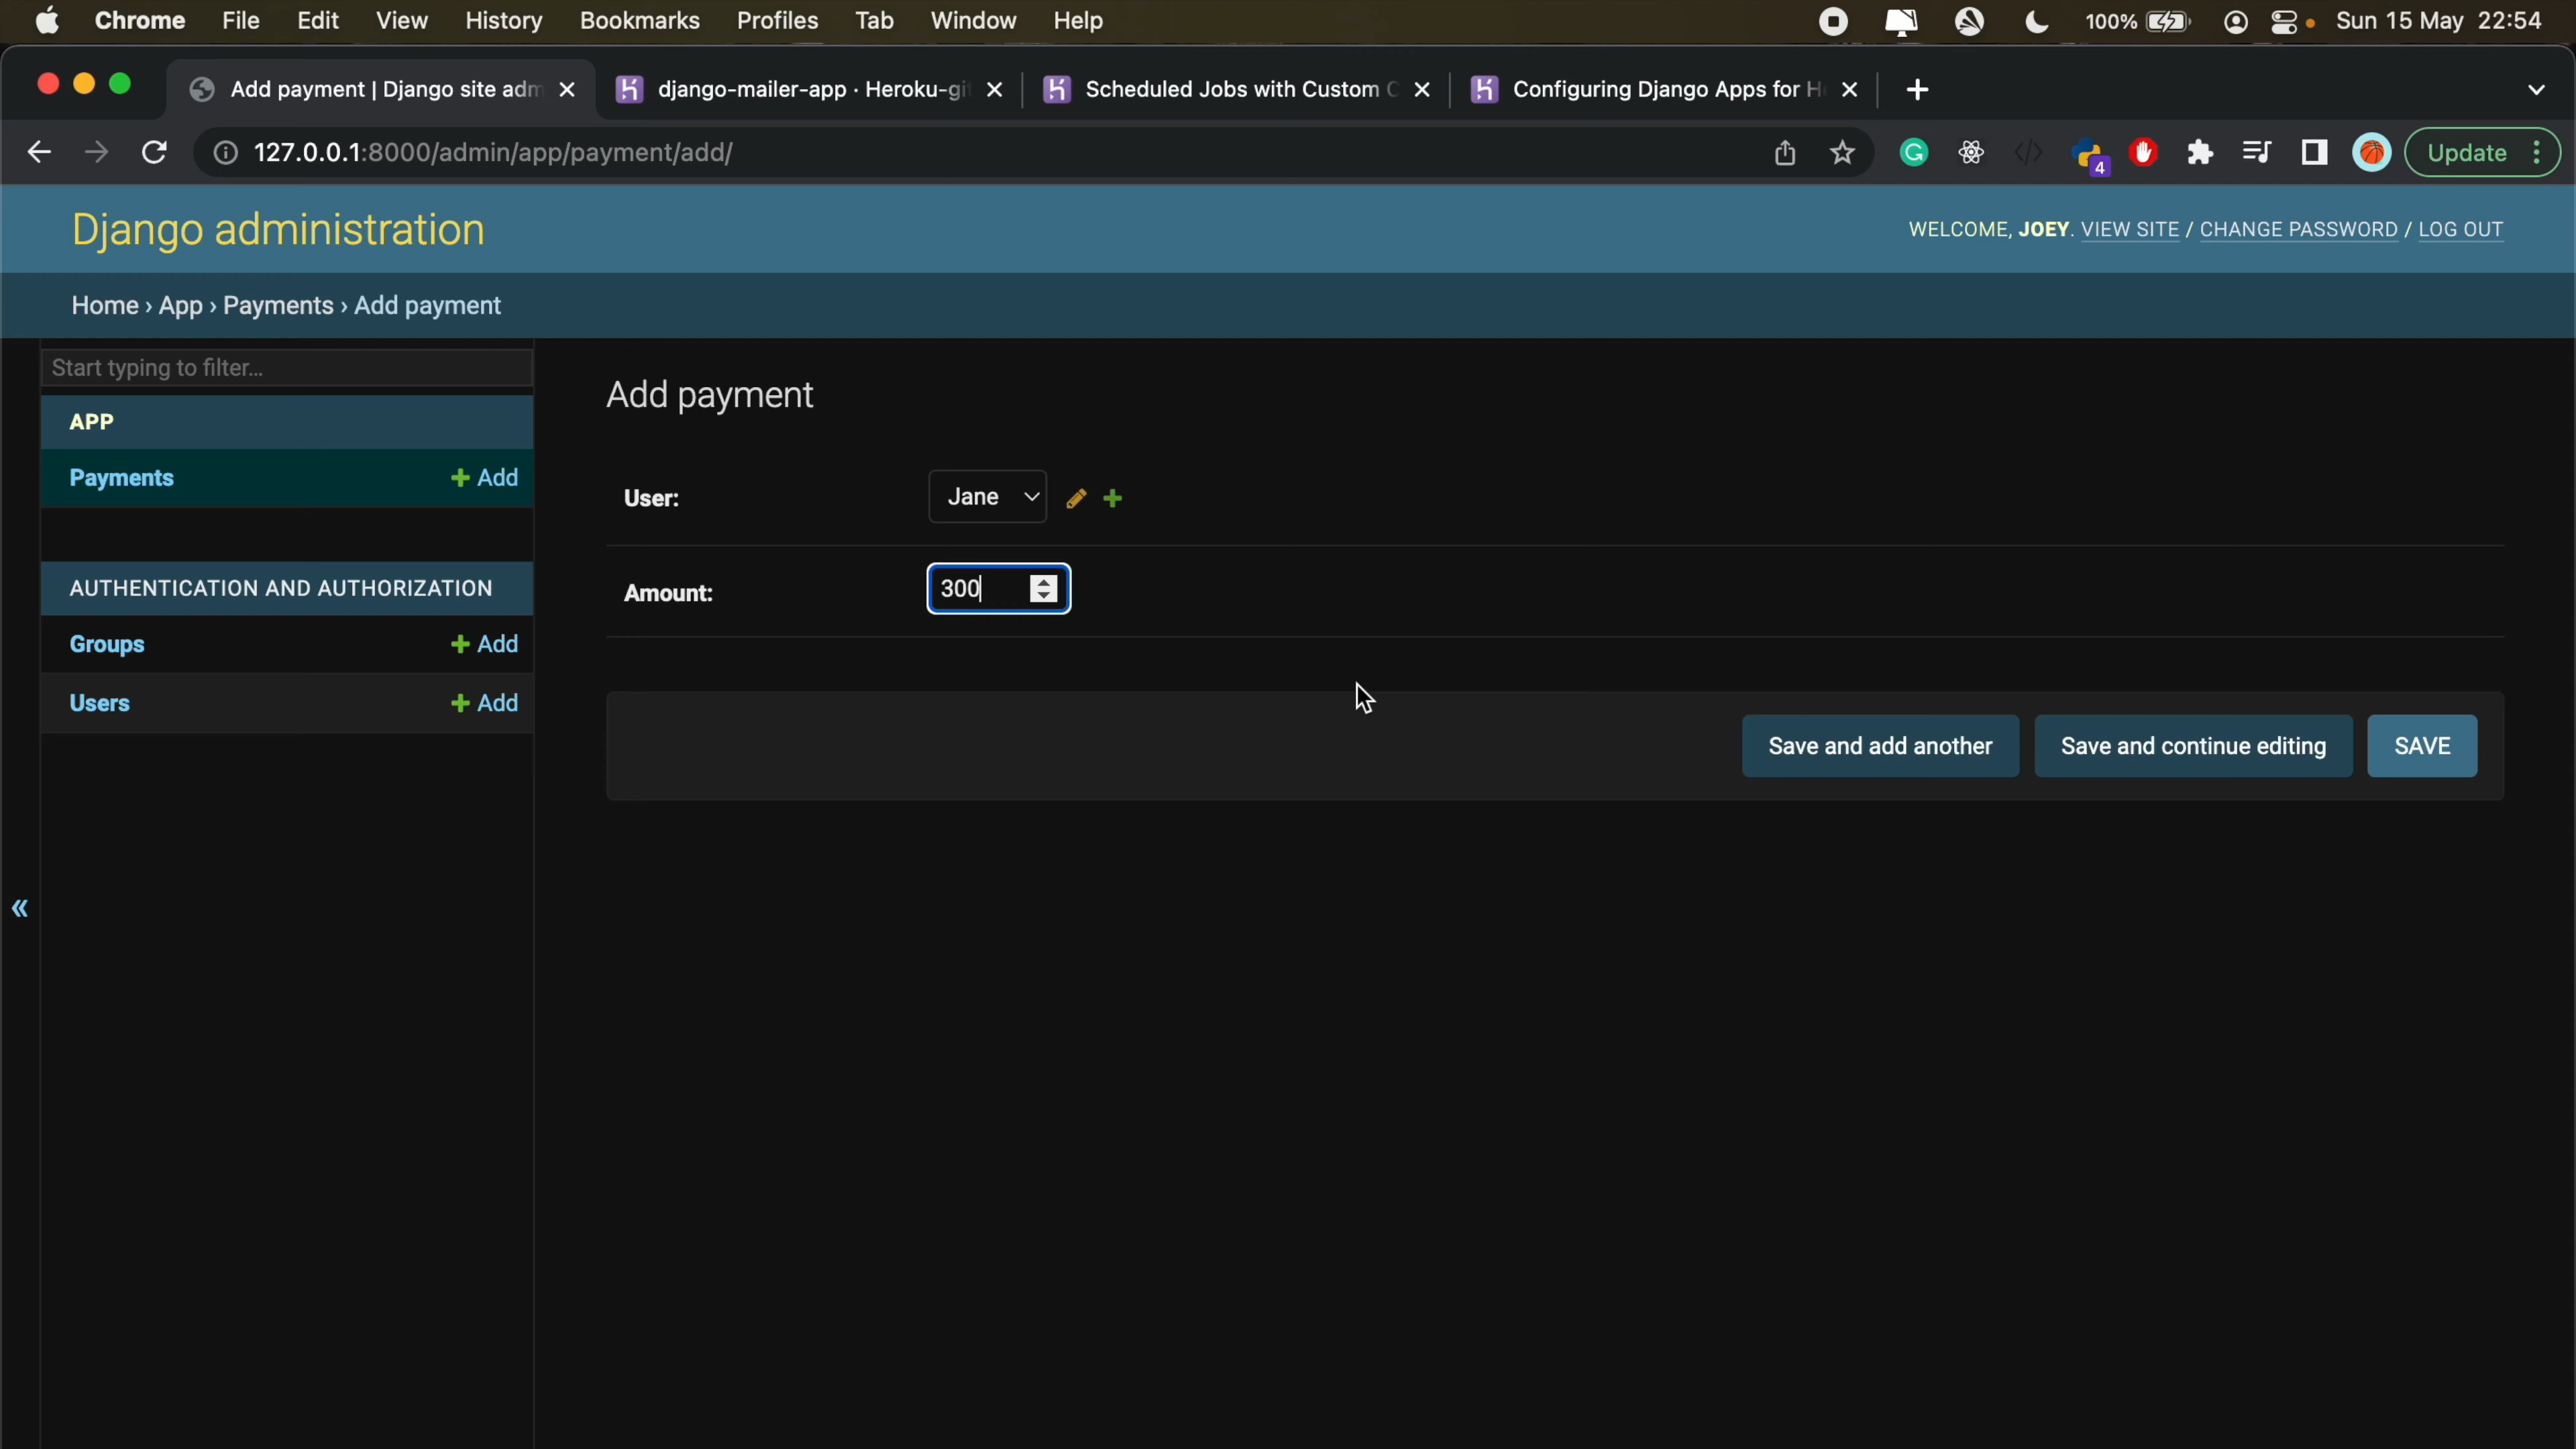 Chrome File Edit View History Bookmarks Profiles Tab Window Help 100% Sun 15 May 22:54
Add payment | Django site adm django-mailer-app · Heroku-gi Scheduled Jobs with Custom C Configuring Django Apps for H
127.0.0.1:8000/admin/app/payment/add/ 4 Update
Django administration WELCOME, JOEY. VIEW SITE / CHANGE PASSWORD / LOG OUT
Home › App › Payments › Add payment
Start typing to filter...
APP
Payments Add
AUTHENTICATION AND AUTHORIZATION
Groups Add
Users Add
Add payment
User: Jane
Amount: 300
Save and add another Save and continue editing SAVE